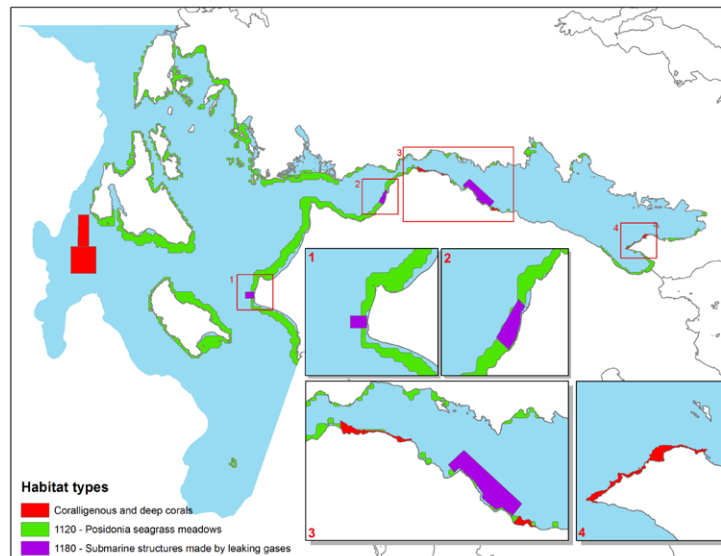 3
2
4
1
1
2
3
4
Habitat types
Coralligenous and deep corals
1120 - Posidonia seagrass meadows
1180 - Submarine structures made by leaking gases